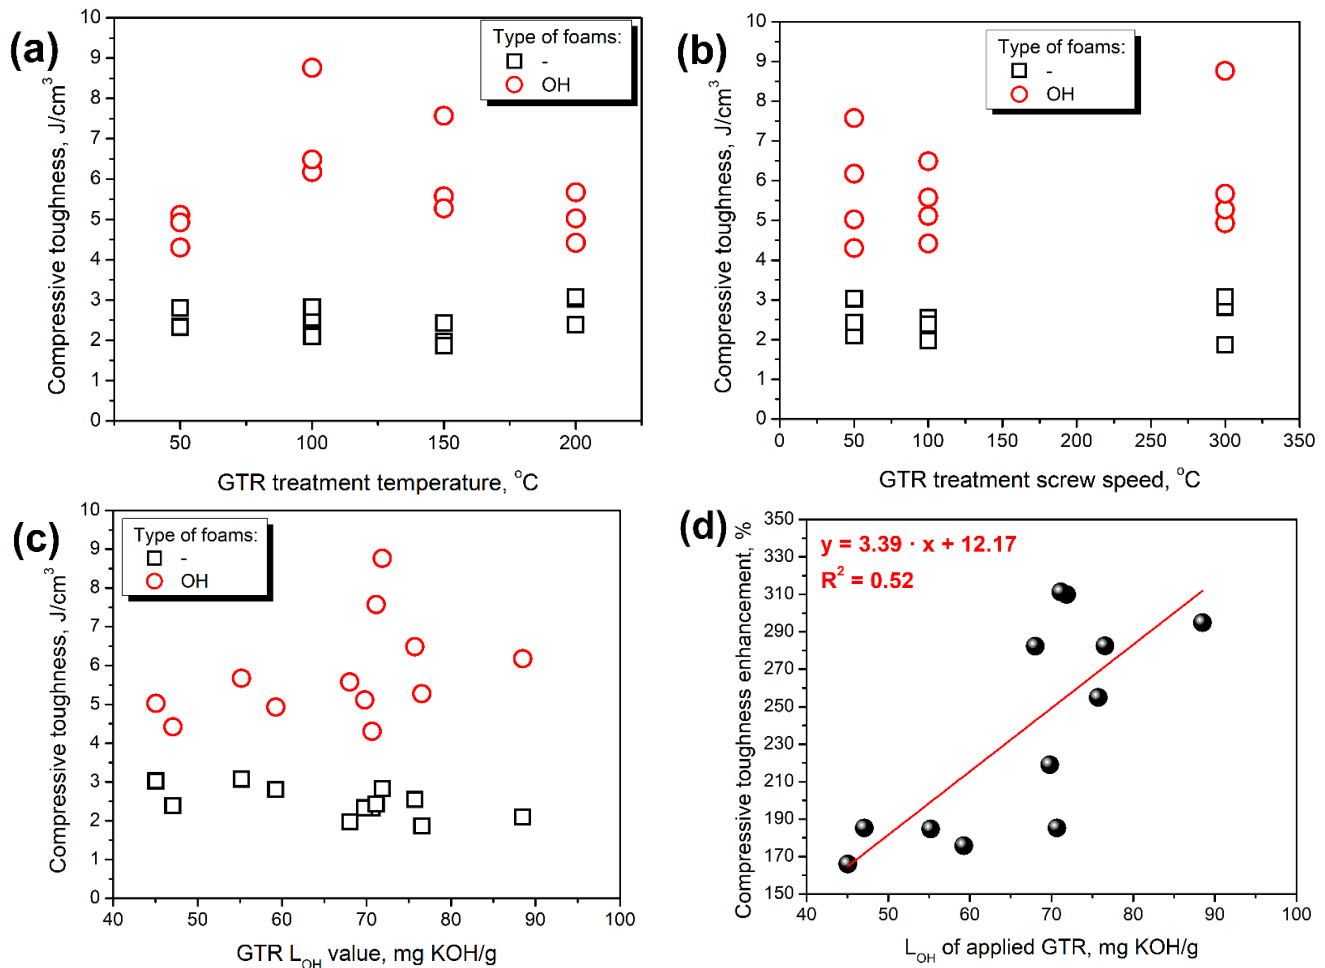 (a)
Compressive toughness, J/cm³
10
9
8
7
6
5
4
3
2
1
0
Type of foams:
-
OH
50 100 150 200
GTR treatment temperature, °C
(b)
Compressive toughness, J/cm³
10
9
8
7
6
5
4
3
2
1
0
Type of foams:
-
OH
0 50 100 150 200 250 300 350
GTR treatment screw speed, °C
(c)
Compressive toughness, J/cm³
10
9
8
7
6
5
4
3
2
1
0
Type of foams:
-
OH
40 50 60 70 80 90 100
GTR L_OH value, mg KOH/g
(d)
Compressive toughness enhancement, %
350
330
310
290
270
250
230
210
190
170
150
y = 3.39 · x + 12.17
R² = 0.52
40 50 60 70 80 90 100
L_OH of applied GTR, mg KOH/g